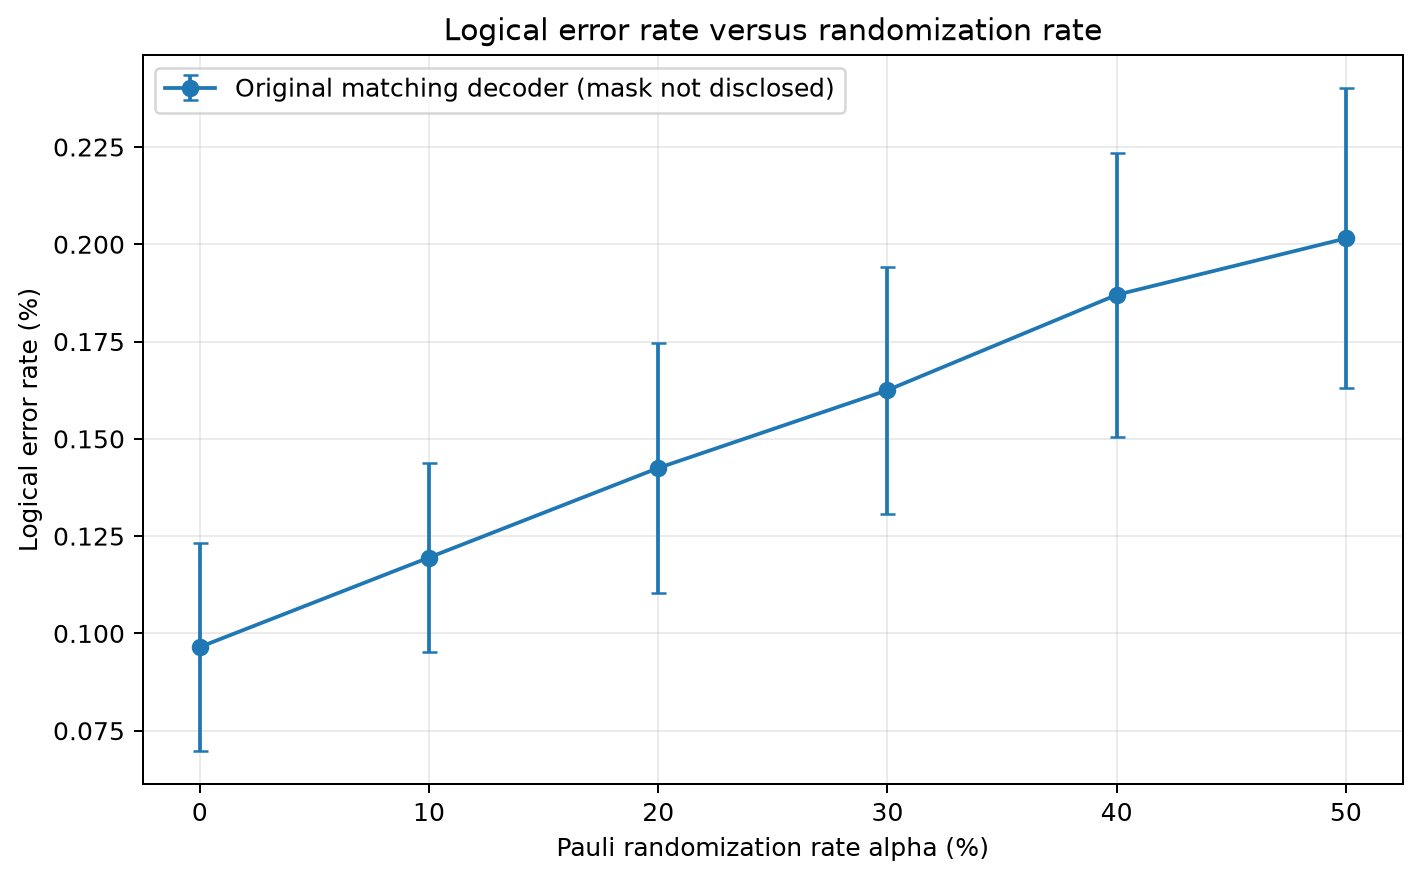 Logical error rate versus randomization rate
Original matching decoder (mask not disclosed)
0.225
0.200
0.175
0.150
0.125
0.100
0.075
Logical error rate (%)
0 10 20 30 40 50
Pauli randomization rate alpha (%)